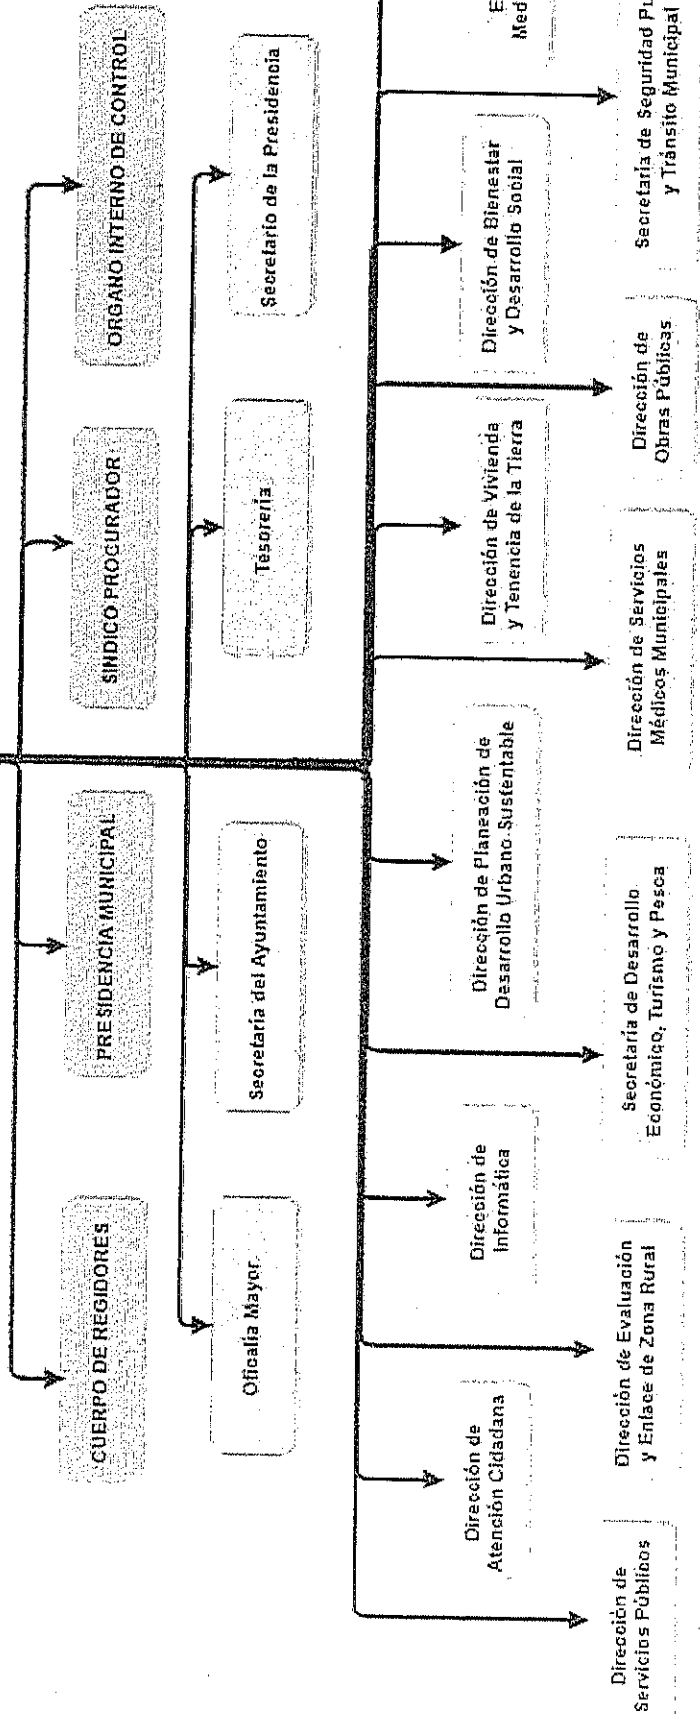 CUERPO DE REGIDORES
PRESIDENCIA MUNICIPAL
SINDICO PROCURADOR
ORGANO INTERNO DE CONTROL
Oficalía Mayor
Secretaría del Ayuntamiento
Tesorería
Secretario de la Presidencia
Dirección de
Atención Cidadana
Dirección de
Informática
Dirección de Planeación de
Desarrollo Urbano Sustentable
Dirección de Vivienda
y Tenencia de la Tierra
Dirección de Bienestar
y Desarrollo Social
E
Med
Dirección de
Servicios Públicos
Dirección de Evaluación
y Enlace de Zona Rural
Secretaría de Desarrollo
Económico, Turismo y Pesca
Dirección de Servicios
Médicos Municipales
Dirección de
Obras Públicas
Secretaría de Seguridad Pu
y Tránsito Municipal